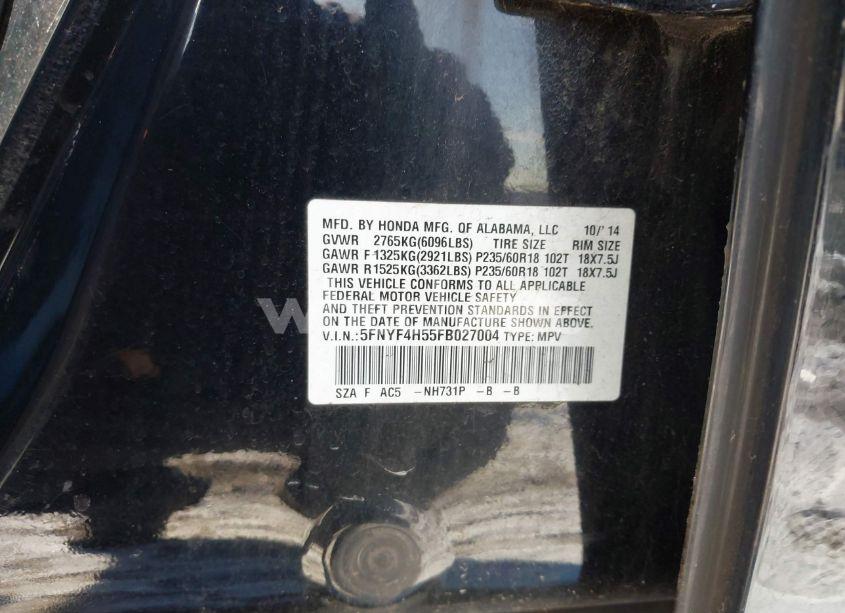 MFD. BY HONDA MFG. OF ALABAMA, LLC 10/'14
GVWR 2765KG(6096LBS) TIRE SIZE RIM SIZE
GAWR F1325KG(2921LBS) P235/60R18 102T 18X7.5J
GAWR R1525KG(3362LBS) P235/60R18 102T 18X7.5J
THIS VEHICLE CONFORMS TO ALL APPLICABLE
FEDERAL MOTOR VEHICLE SAFETY
AND THEFT PREVENTION STANDARDS IN EFFECT
ON THE DATE OF MANUFACTURE SHOWN ABOVE.
V.I.N.:5FNYF4H55FB027004 TYPE: MPV
SZA F AC5 -NH731P -B -B